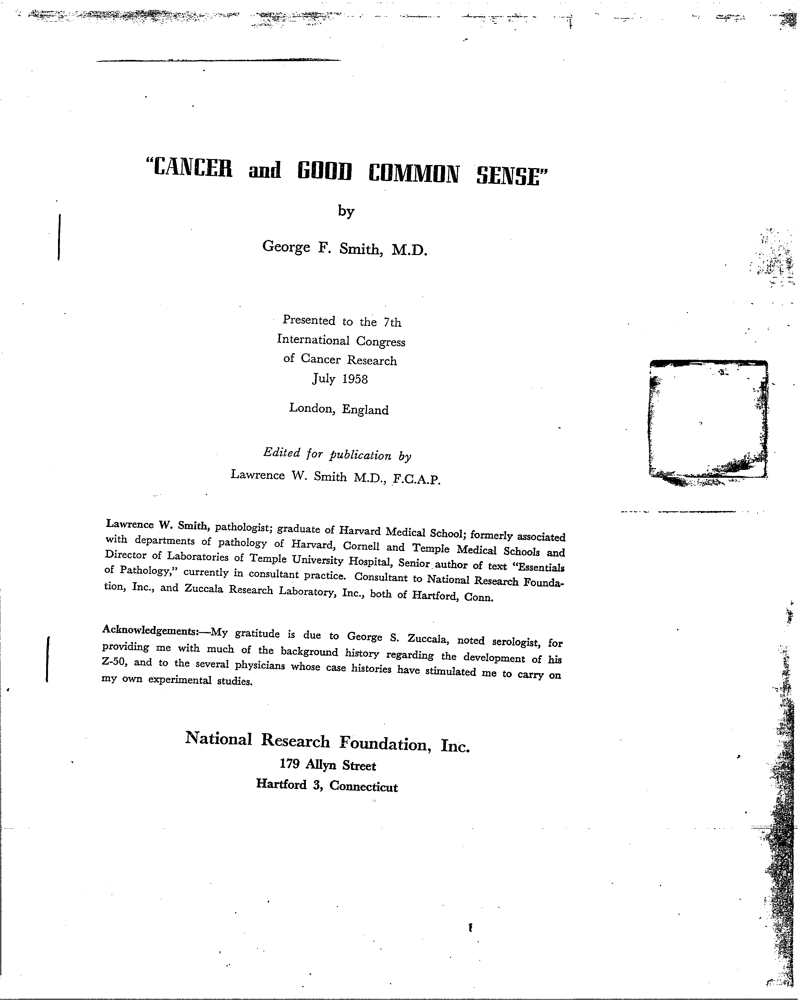 "CANCER and GOOD COMMON SENSE"
by
George F. Smith, M.D.
Presented to the 7th
International Congress
of Cancer Research
July 1958
London, England
Edited for publication by
Lawrence W. Smith M.D., F.C.A.P.
Lawrence W. Smith, pathologist; graduate of Harvard Medical School; formerly associated
with departments of pathology of Harvard, Cornell and Temple Medical Schools and
Director of Laboratories of Temple University Hospital, Senior author of text "Essentials
of Pathology," currently in consultant practice. Consultant to National Research Founda-
tion, Inc., and Zuccala Research Laboratory, Inc., both of Hartford, Conn.
Acknowledgements:—My gratitude is due to George S. Zuccala, noted serologist, for
providing me with much of the background history regarding the development of his
Z-50, and to the several physicians whose case histories have stimulated me to carry on
my own experimental studies.
National Research Foundation, Inc.
179 Allyn Street
Hartford 3, Connecticut